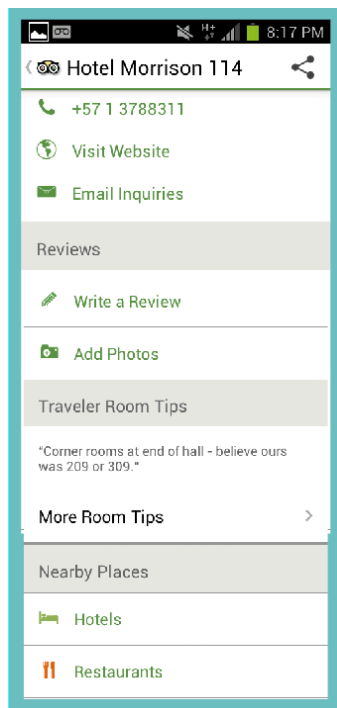 H+ 8:17 PM
Hotel Morrison 114
+57 1 3788311
Visit Website
Email Inquiries
Reviews
Write a Review
Add Photos
Traveler Room Tips
"Corner rooms at end of hall - believe ours
was 209 or 309."
More Room Tips
Nearby Places
Hotels
Restaurants